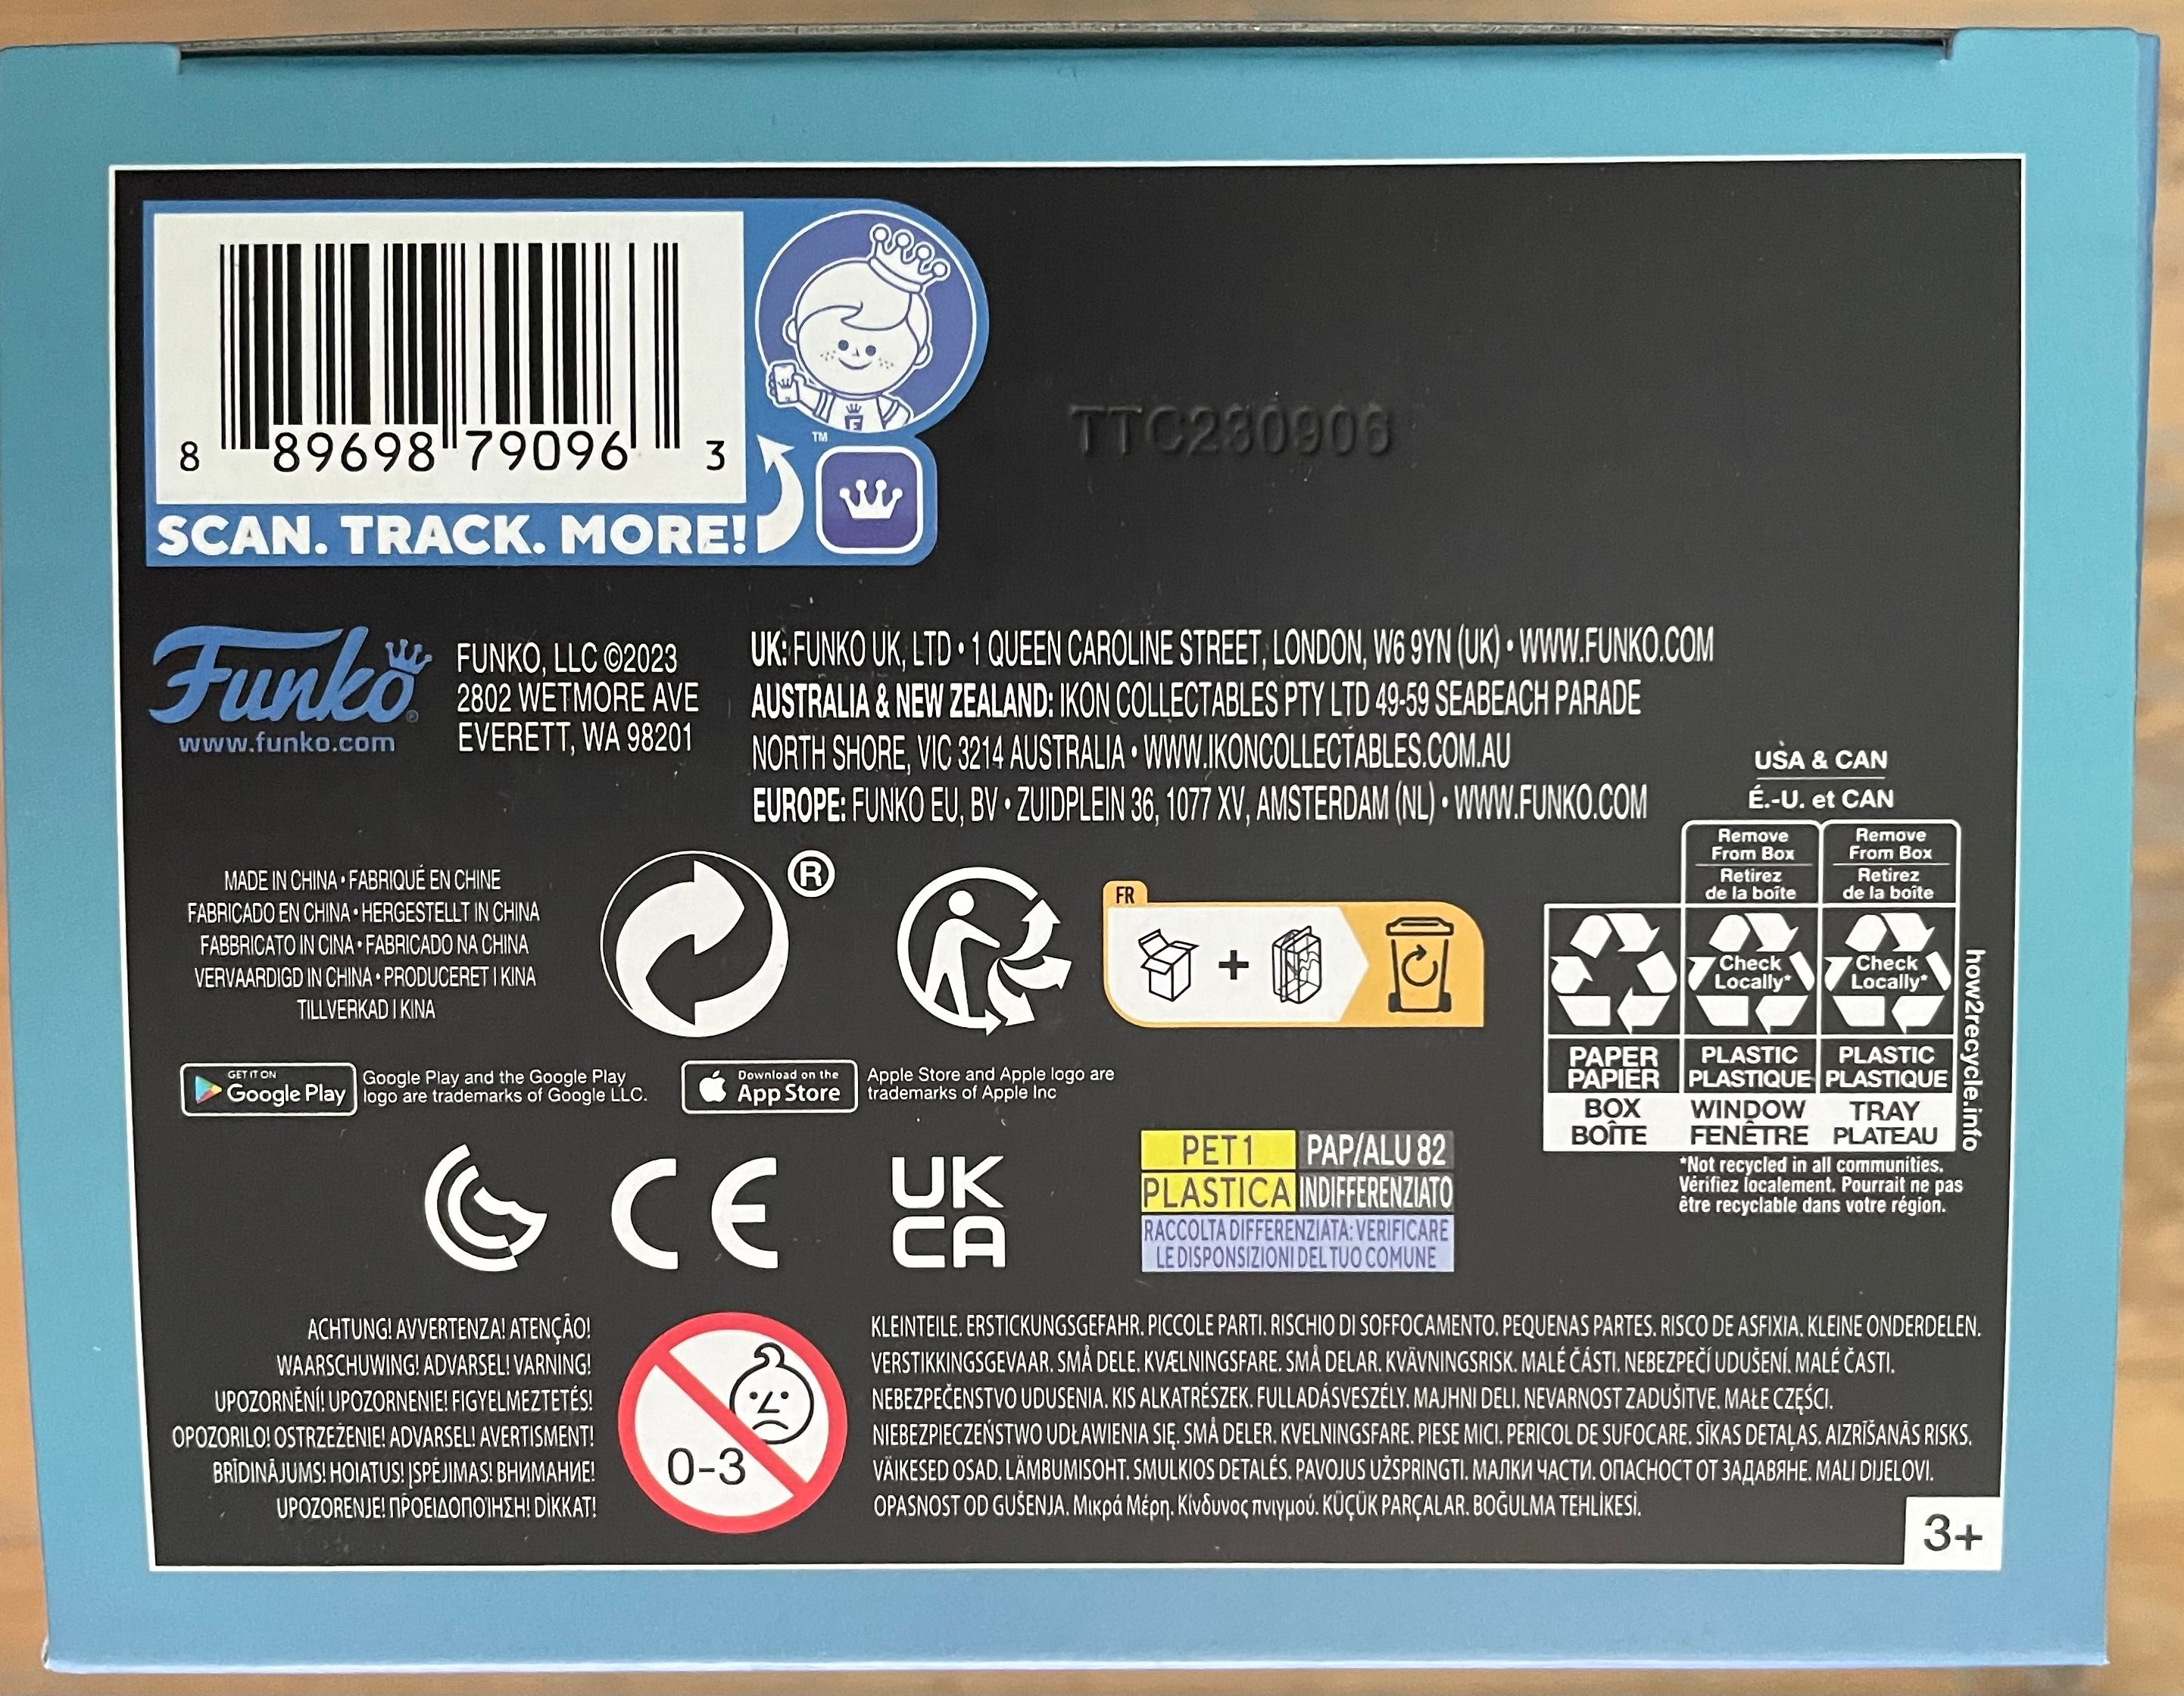 8 89698 79096 3
™
SCAN. TRACK. MORE!
TTC230906
Funko®
www.funko.com
FUNKO, LLC ©2023
2802 WETMORE AVE
EVERETT, WA 98201
UK: FUNKO UK, LTD • 1 QUEEN CAROLINE STREET, LONDON, W6 9YN (UK) • WWW.FUNKO.COM
AUSTRALIA & NEW ZEALAND: IKON COLLECTABLES PTY LTD 49-59 SEABEACH PARADE
NORTH SHORE, VIC 3214 AUSTRALIA • WWW.IKONCOLLECTABLES.COM.AU
EUROPE: FUNKO EU, BV • ZUIDPLEIN 36, 1077 XV, AMSTERDAM (NL) • WWW.FUNKO.COM
MADE IN CHINA • FABRIQUÉ EN CHINE
FABRICADO EN CHINA • HERGESTELLT IN CHINA
FABBRICATO IN CINA • FABRICADO NA CHINA
VERVAARDIGD IN CHINA • PRODUCERET I KINA
TILLVERKAD I KINA
®
FR
+
USA & CAN
É.-U. et CAN
Remove
From Box
Retirez
de la boîte
Remove
From Box
Retirez
de la boîte
Check
Locally*
Check
Locally*
PAPER
PAPIER
PLASTIC
PLASTIQUE
PLASTIC
PLASTIQUE
BOX
BOÎTE
WINDOW
FENÊTRE
TRAY
PLATEAU
how2recycle.info
*Not recycled in all communities.
Vérifiez localement. Pourrait ne pas
être recyclable dans votre région.
GET IT ON
Google Play
Google Play and the Google Play
logo are trademarks of Google LLC.
Download on the
App Store
Apple Store and Apple logo are
trademarks of Apple Inc
CE
UK
CA
PET 1
PLASTICA
PAP/ALU 82
INDIFFERENZIATO
RACCOLTA DIFFERENZIATA: VERIFICARE
LE DISPONSIZIONI DEL TUO COMUNE
ACHTUNG! AVVERTENZA! ATENÇÃO!
WAARSCHUWING! ADVARSEL! VARNING!
UPOZORNĚNÍ! UPOZORNENIE! FIGYELMEZTETÉS!
OPOZORILO! OSTRZEŻENIE! ADVARSEL! AVERTISMENT!
BRĪDINĀJUMS! HOIATUS! ĮSPĖJIMAS! ВНИМАНИЕ!
UPOZORENJE! ΠΡΟΕΙΔΟΠΟΊΗΣΗ! DİKKAT!
0-3
KLEINTEILE. ERSTICKUNGSGEFAHR. PICCOLE PARTI. RISCHIO DI SOFFOCAMENTO. PEQUENAS PARTES. RISCO DE ASFIXIA. KLEINE ONDERDELEN.
VERSTIKKINGSGEVAAR. SMÅ DELE. KVÆLNINGSFARE. SMÅ DELAR. KVÄVNINGSRISK. MALÉ ČÁSTI. NEBEZPEČÍ UDUŠENÍ. MALÉ ČASTI.
NEBEZPEČENSTVO UDUSENIA. KIS ALKATRÉSZEK. FULLADÁSVESZÉLY. MAJHNI DELI. NEVARNOST ZADUŠITVE. MAŁE CZĘŚCI.
NIEBEZPIECZEŃSTWO UDŁAWIENIA SIĘ. SMÅ DELER. KVELNINGSFARE. PIESE MICI. PERICOL DE SUFOCARE. SĪKAS DETAĻAS. AIZRĪŠANĀS RISKS.
VÄIKESED OSAD. LÄMBUMISOHT. SMULKIOS DETALĖS. PAVOJUS UŽSPRINGTI. МАЛКИ ЧАСТИ. ОПАСНОСТ ОТ ЗАДАВЯНЕ. MALI DIJELOVI.
OPASNOST OD GUŠENJA. Μικρά Μέρη. Κίνδυνος πνιγμού. KÜÇÜK PARÇALAR. BOĞULMA TEHLİKESİ.
3+